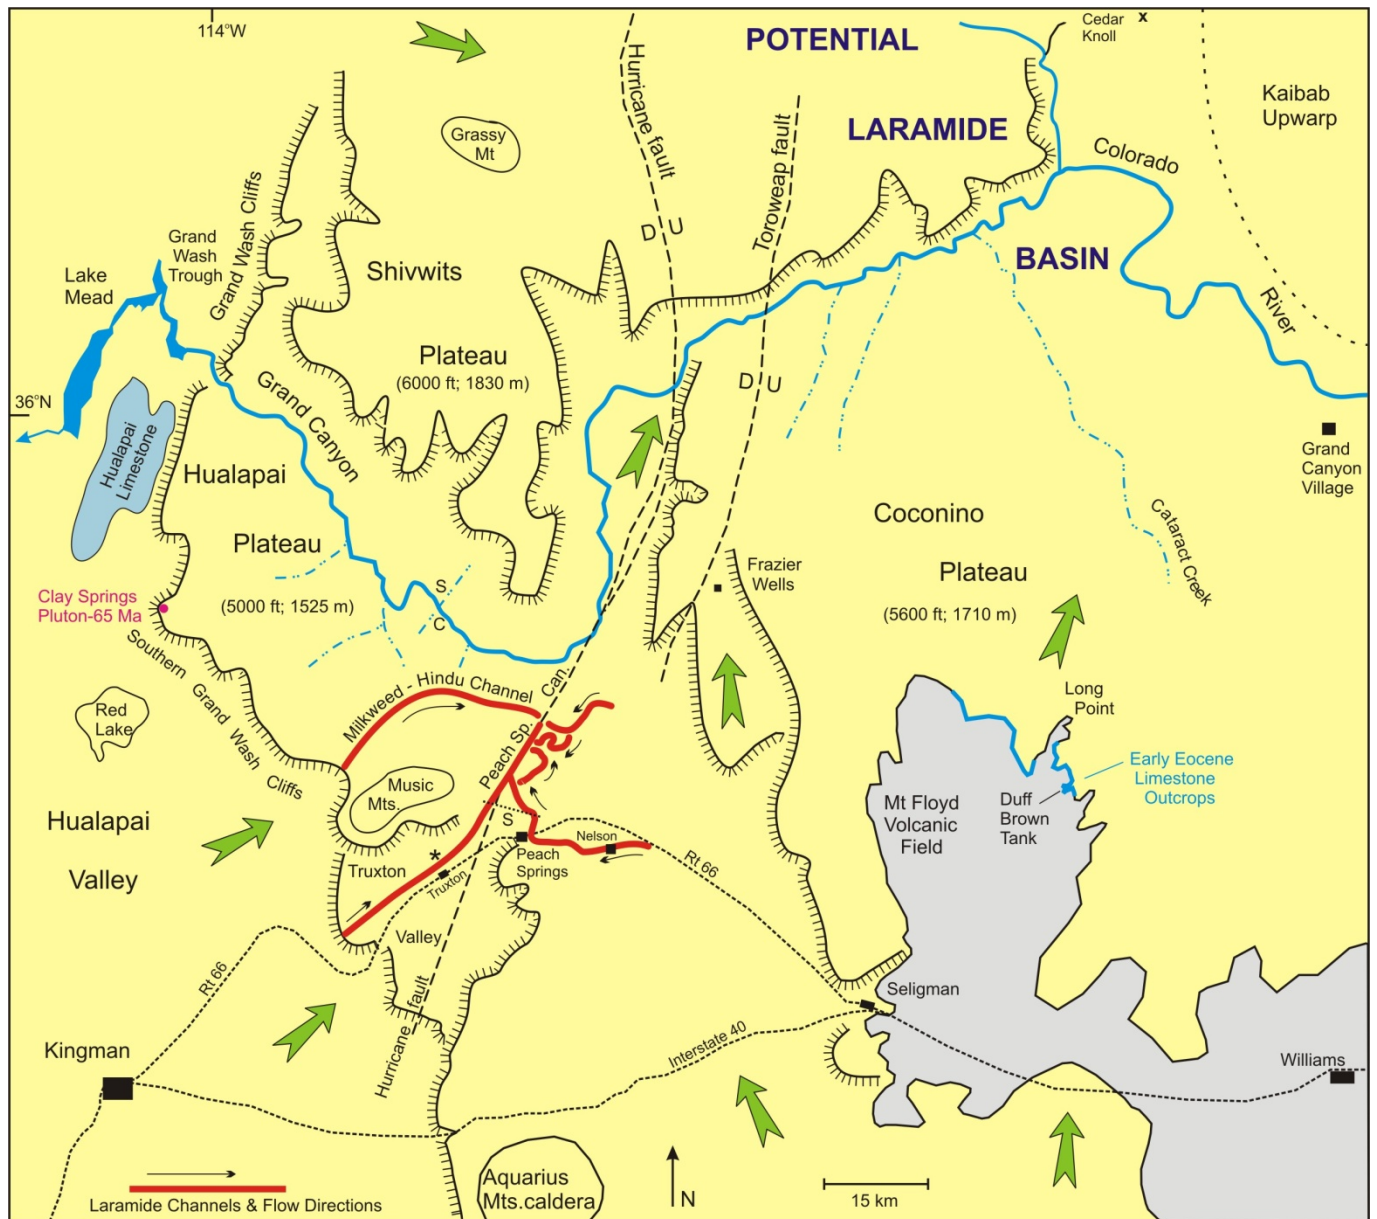 114°W
POTENTIAL
Cedar
Knoll
x
Kaibab
Upwarp
LARAMIDE
Hurricane fault
Grassy
Mt
Toroweap fault
Colorado
River
D U
BASIN
Grand Wash Cliffs
Grand
Wash
Trough
Lake
Mead
Shivwits
Plateau
(6000 ft; 1830 m)
D U
36°N
Grand Canyon
Hualapai
Limestone
Hualapai
Plateau
(5000 ft; 1525 m)
Grand
Canyon
Village
Coconino
Plateau
(5600 ft; 1710 m)
Cataract Creek
Frazier
Wells
S
C
Clay Springs
Pluton-65 Ma
Southern Grand Wash Cliffs
Red
Lake
Milkweed - Hindu Channel
Peach Sp. Can.
Long
Point
Early Eocene
Limestone
Outcrops
Music
Mts.
Mt Floyd
Volcanic
Field
Duff
Brown
Tank
Hualapai
Valley
S
*
Truxton
Truxton
Valley
Peach
Springs
Nelson
Rt 66
Rt 66
Seligman
Hurricane fault
Interstate 40
Kingman
Williams
Aquarius
Mts.caldera
N
15 km
Laramide Channels & Flow Directions